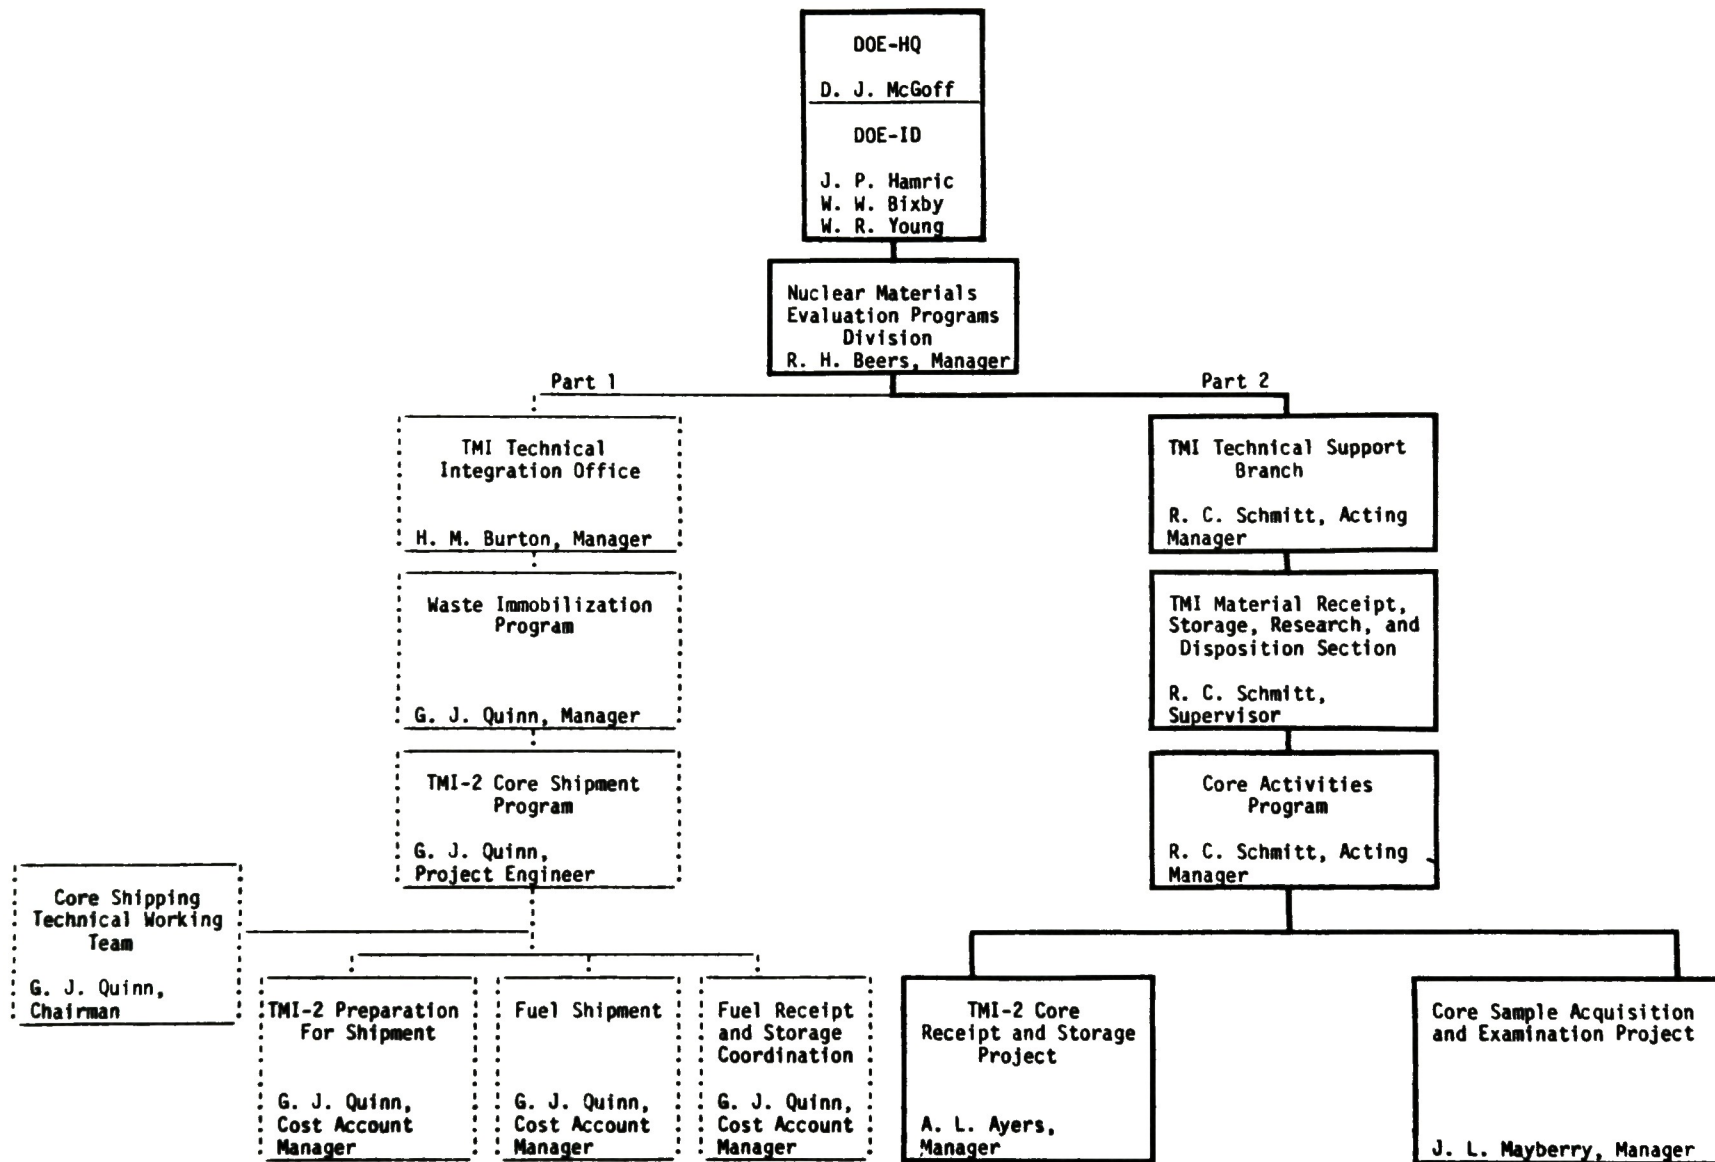 DOE-HQ
D. J. McGoff
DOE-ID
J. P. Hamric
W. W. Bixby
W. R. Young
Nuclear Materials
Evaluation Programs
Division
R. H. Beers, Manager
Part 1
Part 2
TMI Technical
Integration Office
H. M. Burton, Manager
Waste Immobilization
Program
G. J. Quinn, Manager
TMI-2 Core Shipment
Program
G. J. Quinn,
Project Engineer
Core Shipping
Technical Working
Team
G. J. Quinn,
Chairman
TMI-2 Preparation
For Shipment
G. J. Quinn,
Cost Account
Manager
Fuel Shipment
G. J. Quinn,
Cost Account
Manager
Fuel Receipt
and Storage
Coordination
G. J. Quinn,
Cost Account
Manager
TMI Technical Support
Branch
R. C. Schmitt, Acting
Manager
TMI Material Receipt,
Storage, Research, and
Disposition Section
R. C. Schmitt,
Supervisor
Core Activities
Program
R. C. Schmitt, Acting
Manager
TMI-2 Core
Receipt and Storage
Project
A. L. Ayers,
Manager
Core Sample Acquisition
and Examination Project
J. L. Mayberry, Manager